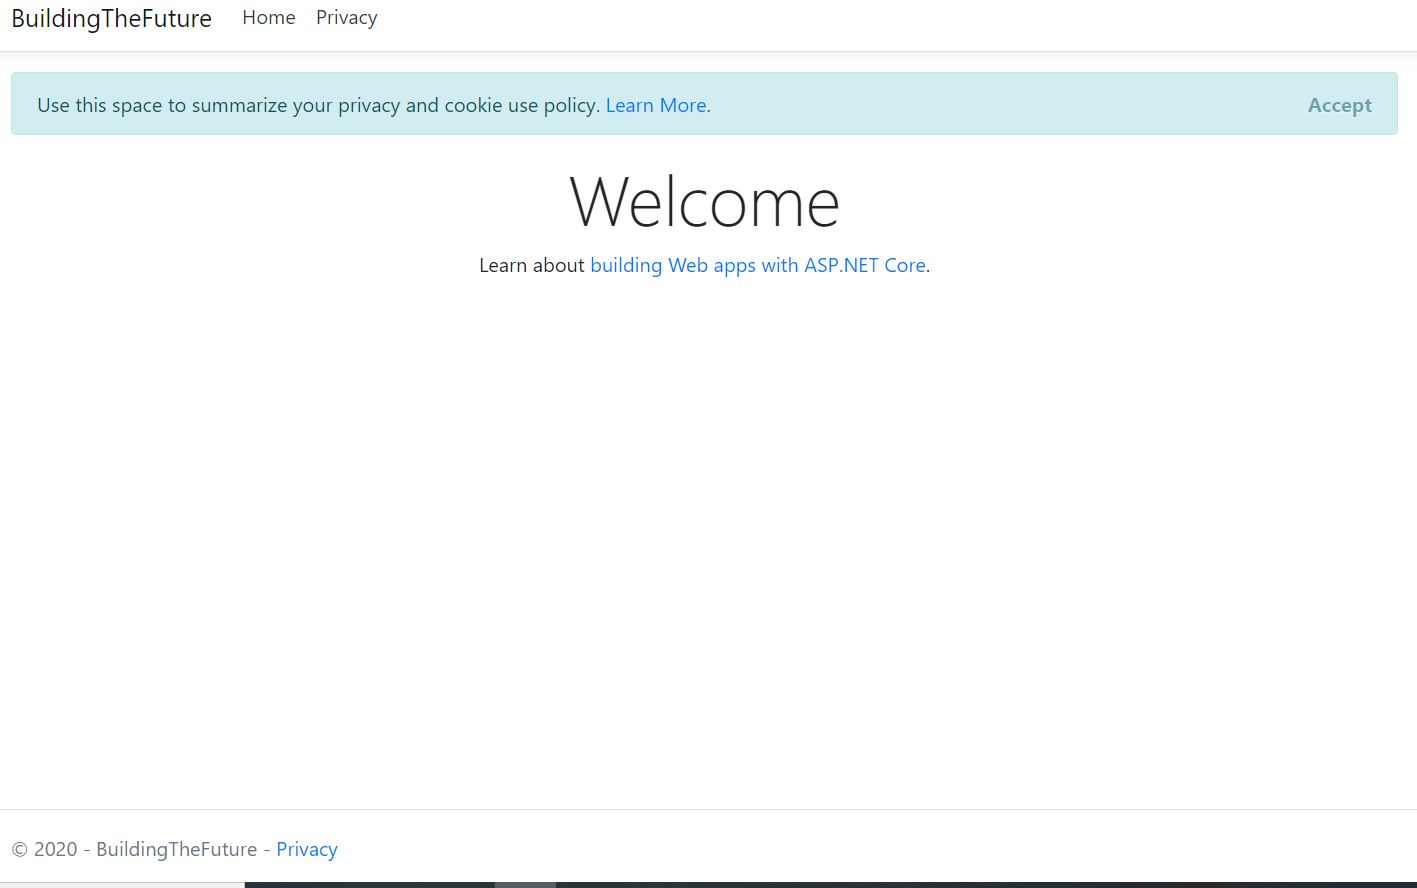 BuildingTheFuture Home Privacy
Use this space to summarize your privacy and cookie use policy. Learn More. Accept
Welcome
Learn about building Web apps with ASP.NET Core.
© 2020 - BuildingTheFuture - Privacy